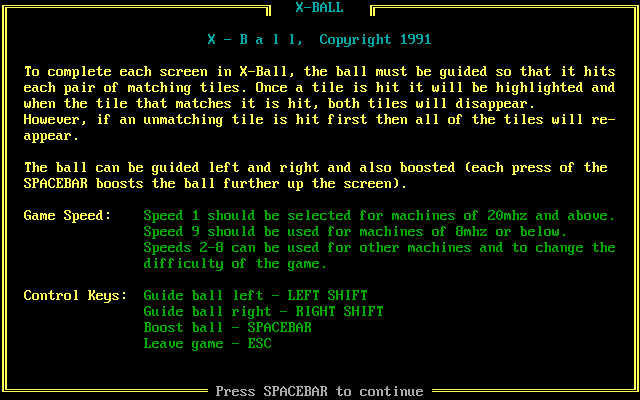 X-BALL
X - B a l l, Copyright 1991
To complete each screen in X-Ball, the ball must be guided so that it hits
each pair of matching tiles. Once a tile is hit it will be highlighted and
when the tile that matches it is hit, both tiles will disappear.
However, if an unmatching tile is hit first then all of the tiles will re-
appear.
The ball can be guided left and right and also boosted (each press of the
SPACEBAR boosts the ball further up the screen).
Game Speed: Speed 1 should be selected for machines of 20mhz and above.
Speed 9 should be used for machines of 8mhz or below.
Speeds 2-8 can be used for other machines and to change the
difficulty of the game.
Control Keys: Guide ball left - LEFT SHIFT
Guide ball right - RIGHT SHIFT
Boost ball - SPACEBAR
Leave game - ESC
Press SPACEBAR to continue